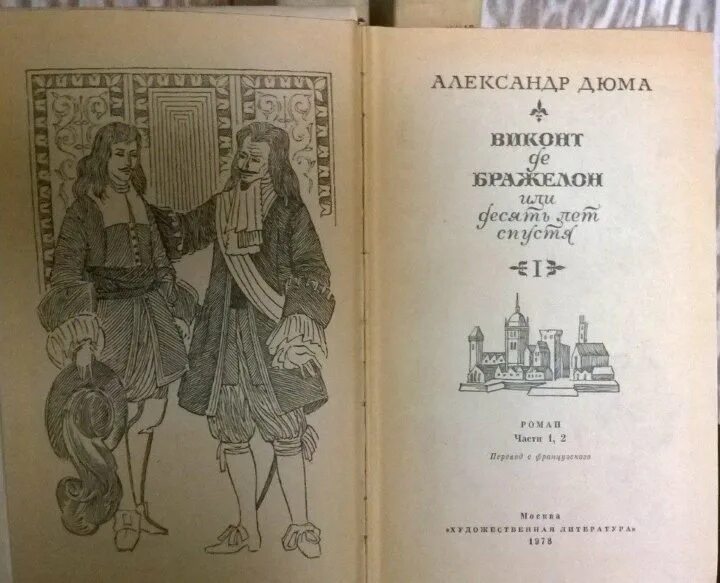 АЛЕКСАНДР ДЮМА
ВИКОНТ
де
БРАЖЕЛОН
или
десять лет
спустя
I
РОМАН
Части 1, 2
Перевод с французского
Москва
«ХУДОЖЕСТВЕННАЯ ЛИТЕРАТУРА»
1978